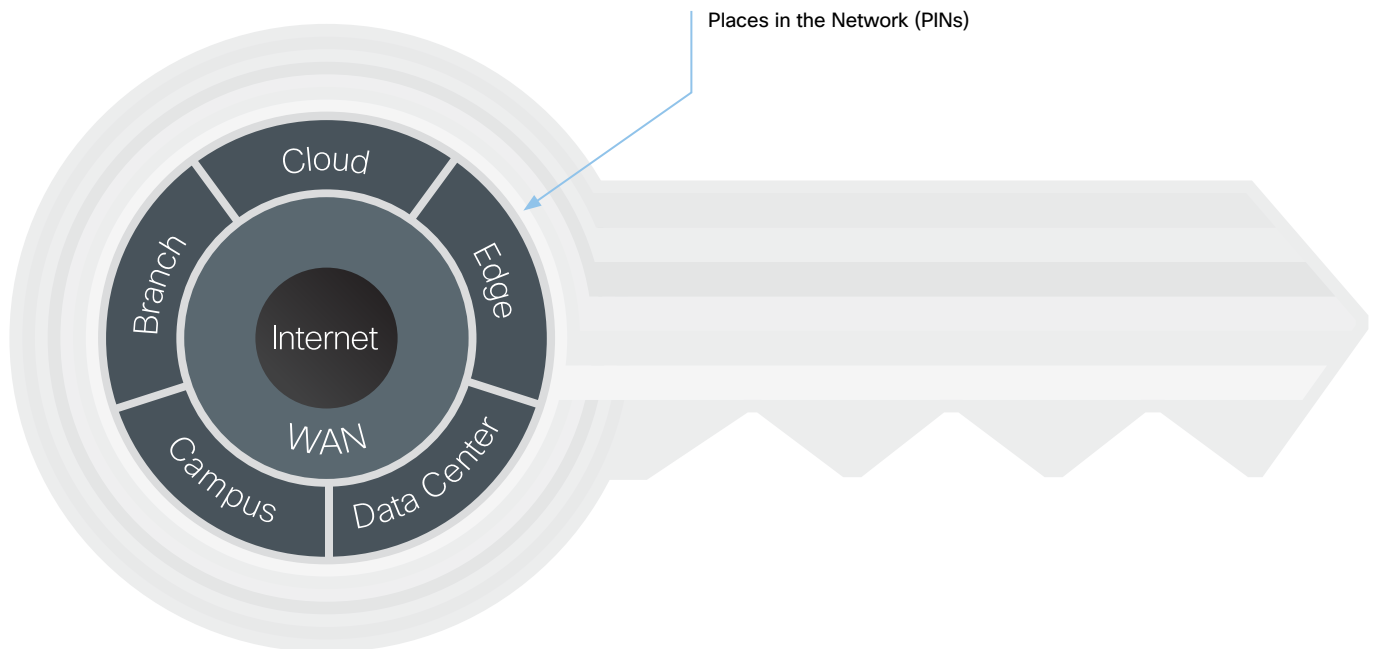 Places in the Network (PINs)
Cloud
Branch
Edge
Internet
WAN
Campus
Data Center